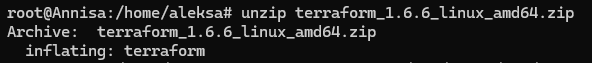 root@Annisa:/home/aleksa# unzip terraform_1.6.6_linux_amd64.zip
Archive:  terraform_1.6.6_linux_amd64.zip
  inflating: terraform